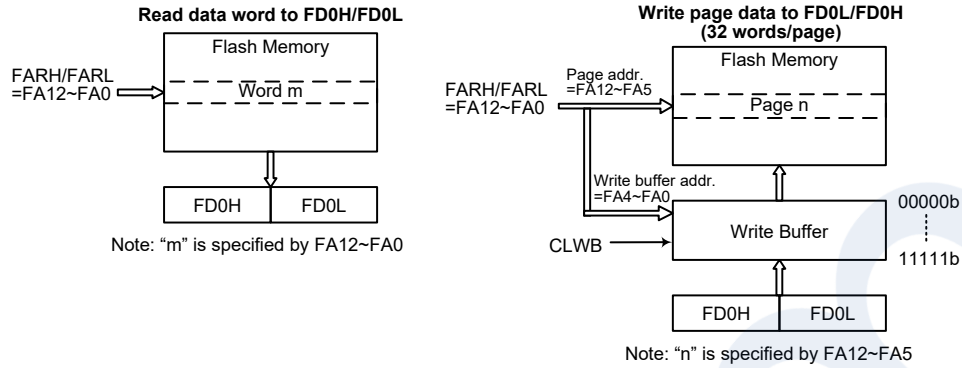 Read data word to FD0H/FD0L
Flash Memory
FARH/FARL
=FA12~FA0
Word m
FD0H
FD0L
Note: “m” is specified by FA12~FA0
Write page data to FD0L/FD0H
(32 words/page)
Flash Memory
FARH/FARL
=FA12~FA0
Page addr.
=FA12~FA5
Page n
Write buffer addr.
=FA4~FA0
Write Buffer
CLWB
00000b
11111b
FD0H
FD0L
Note: “n” is specified by FA12~FA5